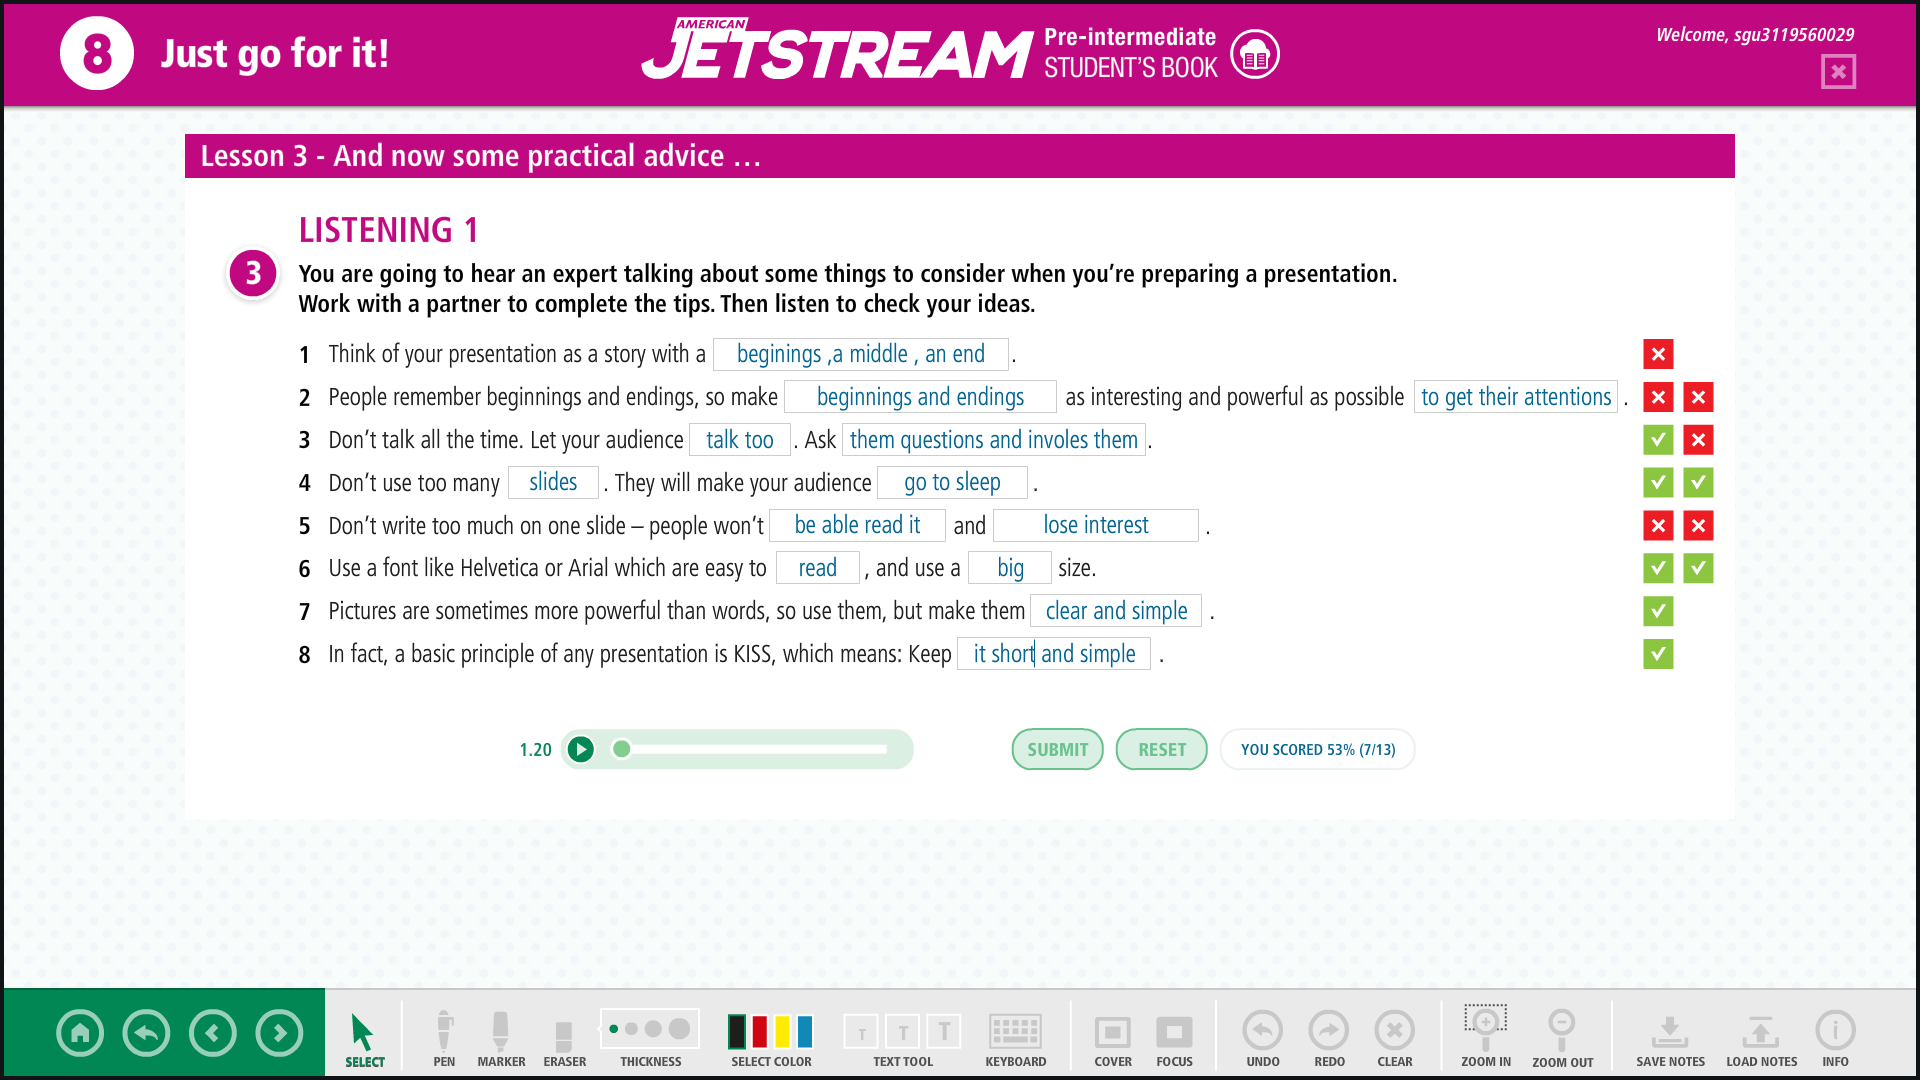 8 Just go for it!
AMERICAN
JETSTREAM
Pre-intermediate
STUDENT'S BOOK
Welcome, sgu3119560029
Lesson 3 - And now some practical advice …
LISTENING 1
3 You are going to hear an expert talking about some things to consider when you're preparing a presentation.
Work with a partner to complete the tips. Then listen to check your ideas.
1 Think of your presentation as a story with a beginings ,a middle , an end .
2 People remember beginnings and endings, so make beginnings and endings as interesting and powerful as possible to get their attentions .
3 Don't talk all the time. Let your audience talk too . Ask them questions and involes them .
4 Don't use too many slides . They will make your audience go to sleep .
5 Don't write too much on one slide – people won't be able read it and lose interest .
6 Use a font like Helvetica or Arial which are easy to read , and use a big size.
7 Pictures are sometimes more powerful than words, so use them, but make them clear and simple .
8 In fact, a basic principle of any presentation is KISS, which means: Keep it short and simple .
1.20 SUBMIT RESET YOU SCORED 53% (7/13)
T T T
SELECT PEN MARKER ERASER THICKNESS SELECT COLOR TEXT TOOL KEYBOARD COVER FOCUS UNDO REDO CLEAR ZOOM IN ZOOM OUT SAVE NOTES LOAD NOTES INFO